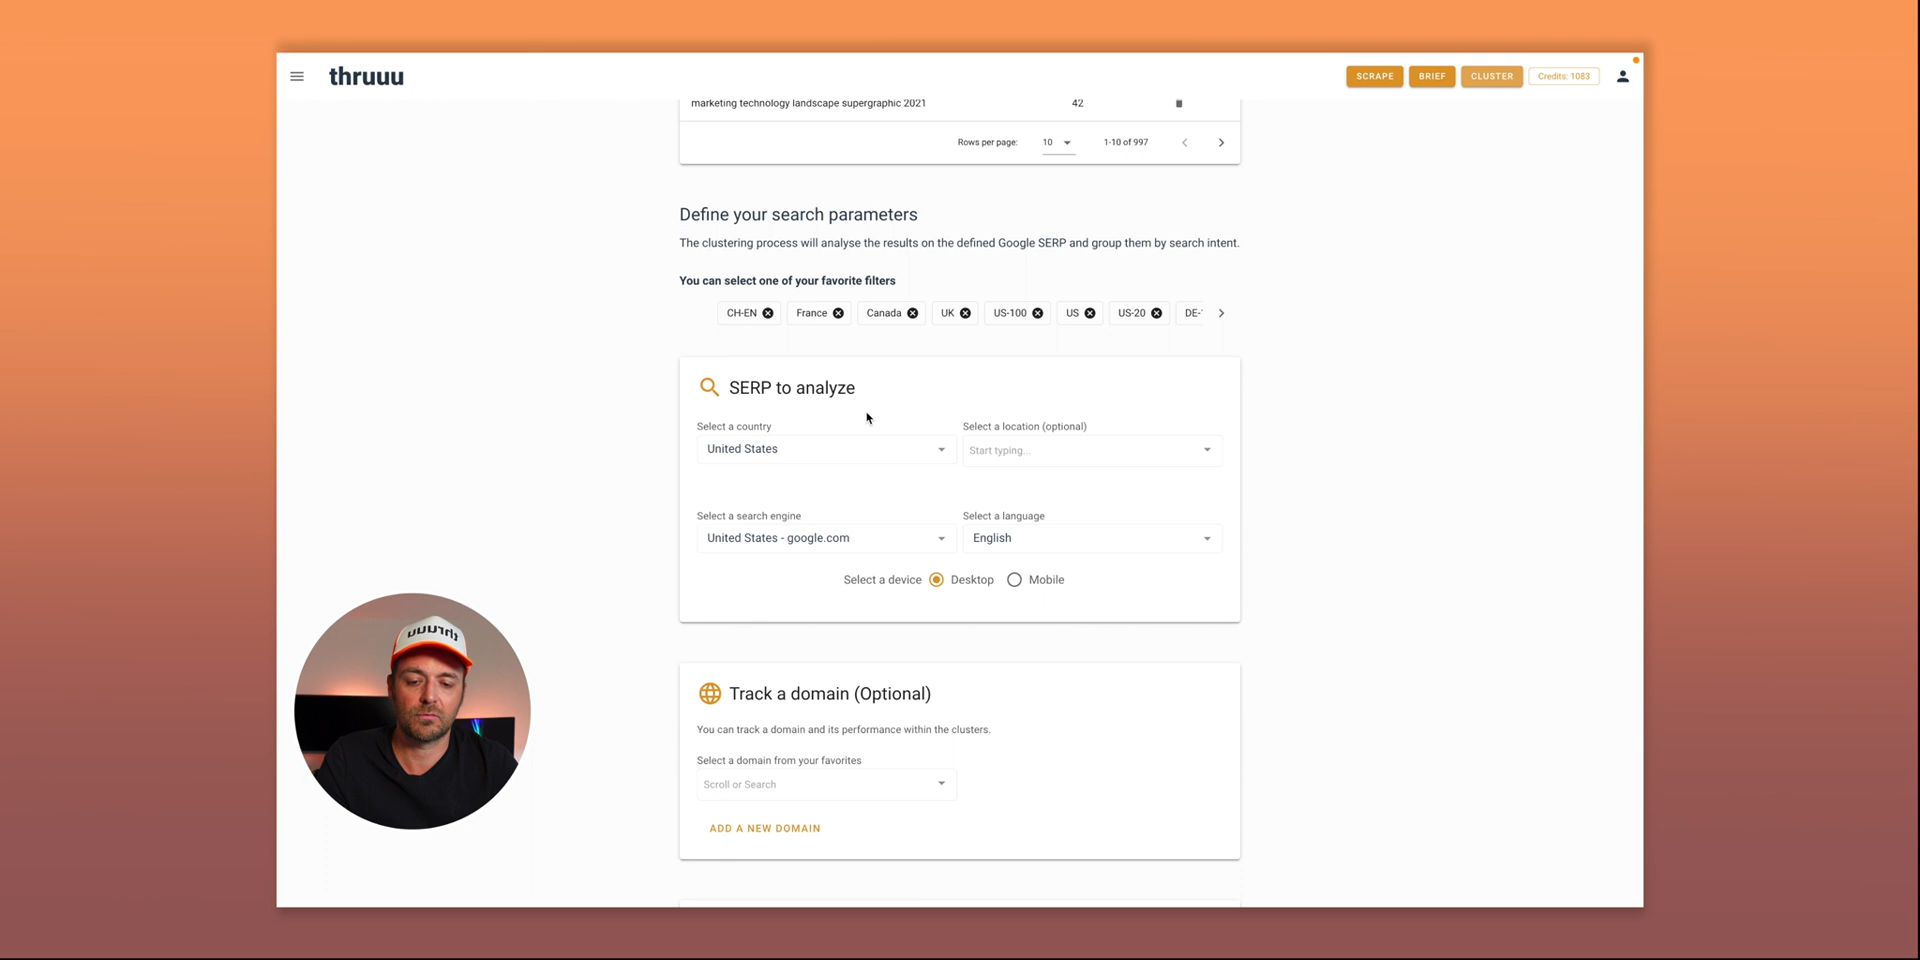 thruuu
SCRAPE
BRIEF
CLUSTER
Credits: 1083
marketing technology landscape supergraphic 2021 42
Rows per page: 10 1-10 of 997
Define your search parameters
The clustering process will analyse the results on the defined Google SERP and group them by search intent.
You can select one of your favorite filters
CH-EN France Canada UK US-100 US US-20 DE-
SERP to analyze
Select a country
United States
Select a location (optional)
Start typing...
Select a search engine
United States - google.com
Select a language
English
Select a device Desktop Mobile
Track a domain (Optional)
You can track a domain and its performance within the clusters.
Select a domain from your favorites
Scroll or Search
ADD A NEW DOMAIN
thruuu